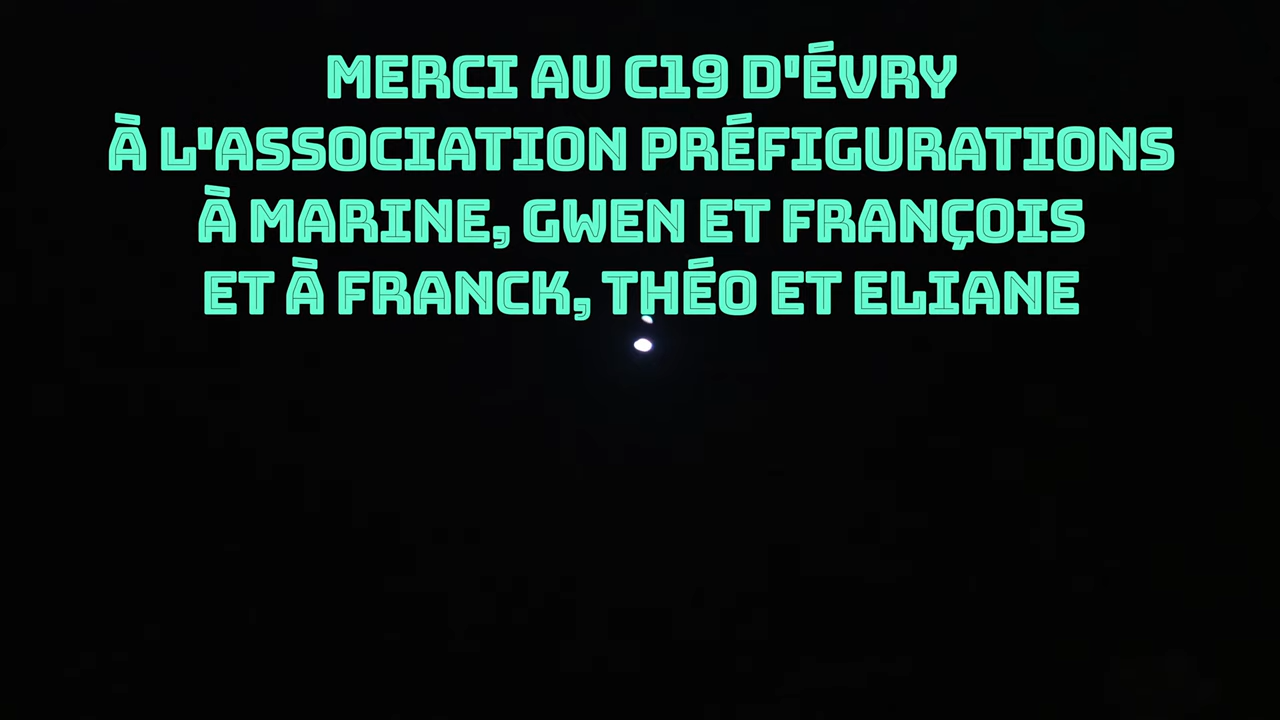 MERCI AU C19 D'ÉVRY
À L'ASSOCIATION PRÉFIGURATIONS
À MARINE, GWEN ET FRANÇOIS
ET À FRANCK, THÉO ET ELIANE